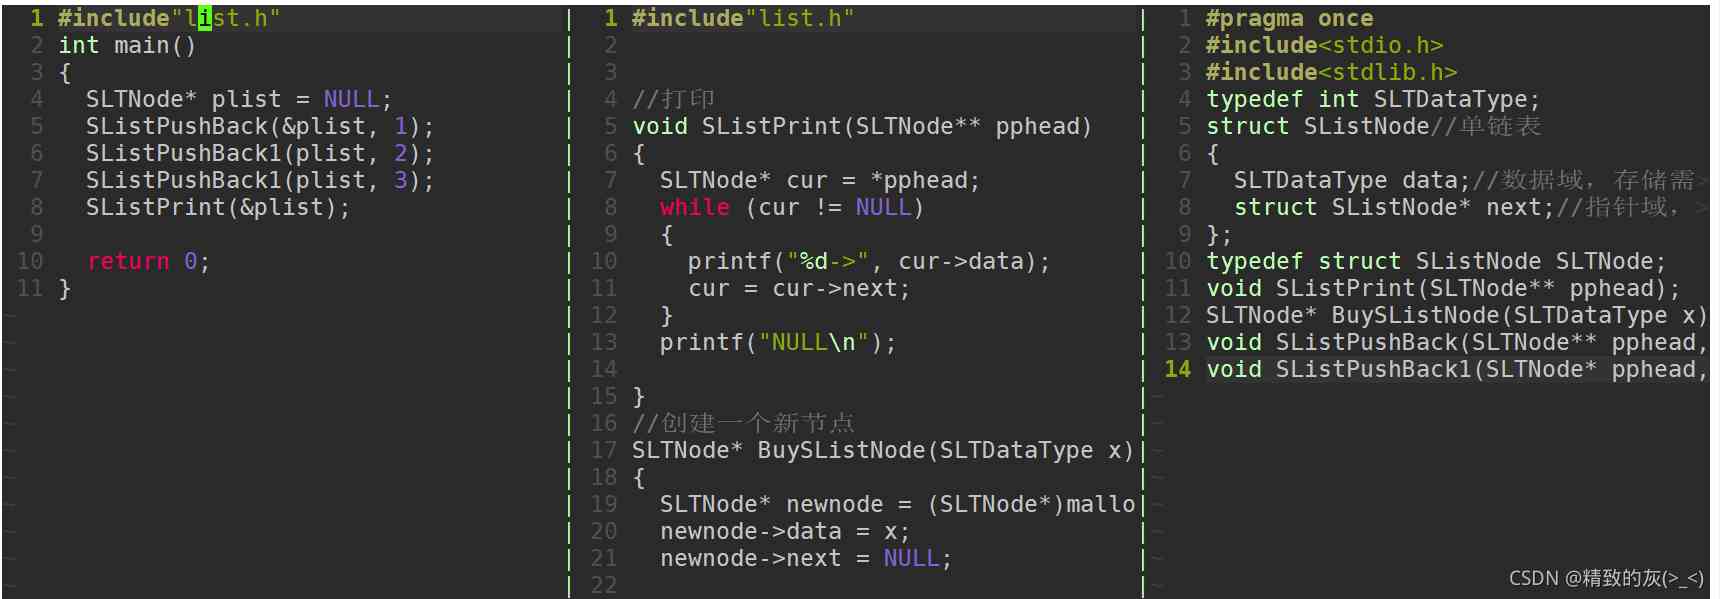 1 #include"list.h"
2 int main()
3 {
4   SLTNode* plist = NULL;
5   SListPushBack(&plist, 1);
6   SListPushBack1(plist, 2);
7   SListPushBack1(plist, 3);
8   SListPrint(&plist);
9
10   return 0;
11 }
1 #include"list.h"
2
3
4 //打印
5 void SListPrint(SLTNode** pphead)
6 {
7   SLTNode* cur = *pphead;
8   while (cur != NULL)
9   {
10     printf("%d->", cur->data);
11     cur = cur->next;
12   }
13   printf("NULL\n");
14
15 }
16 //创建一个新节点
17 SLTNode* BuySListNode(SLTDataType x)
18 {
19   SLTNode* newnode = (SLTNode*)mallo
20   newnode->data = x;
21   newnode->next = NULL;
22
1 #pragma once
2 #include<stdio.h>
3 #include<stdlib.h>
4 typedef int SLTDataType;
5 struct SListNode//单链表
6 {
7   SLTDataType data;//数据域，存储需>
8   struct SListNode* next;//指针域，>
9 };
10 typedef struct SListNode SLTNode;
11 void SListPrint(SLTNode** pphead);
12 SLTNode* BuySListNode(SLTDataType x)
13 void SListPushBack(SLTNode** pphead,
14 void SListPushBack1(SLTNode* pphead,
CSDN @精致的灰(>_<)